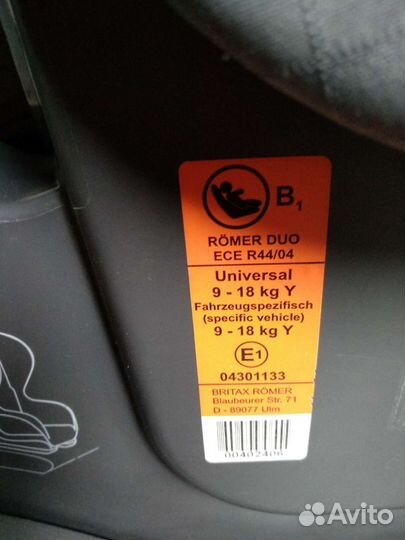 B1
RÖMER DUO
ECE R44/04
Universal
9 - 18 kg Y
Fahrzeugspezifisch
(specific vehicle)
9 - 18 kg Y
E1
04301133
BRITAX RÖMER
Blaubeurer Str. 71
D - 89077 Ulm
00402406
Avito